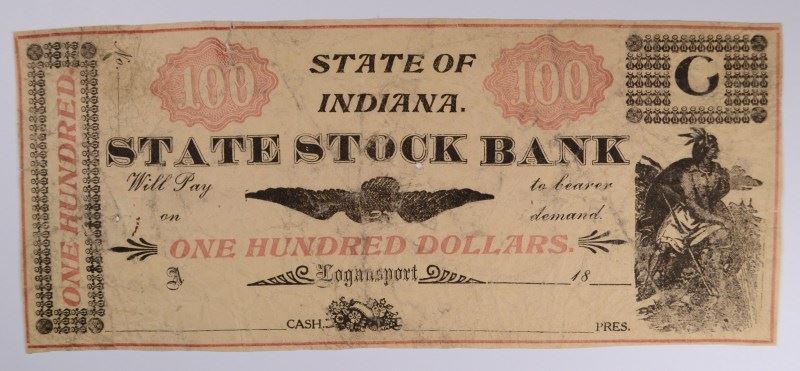 ONE HUNDRED.
No.
100 STATE OF 100
INDIANA.
C
STATE STOCK BANK
Will Pay to bearer
on demand.
ONE HUNDRED DOLLARS.
A Logansport 18
CASH. PRES.